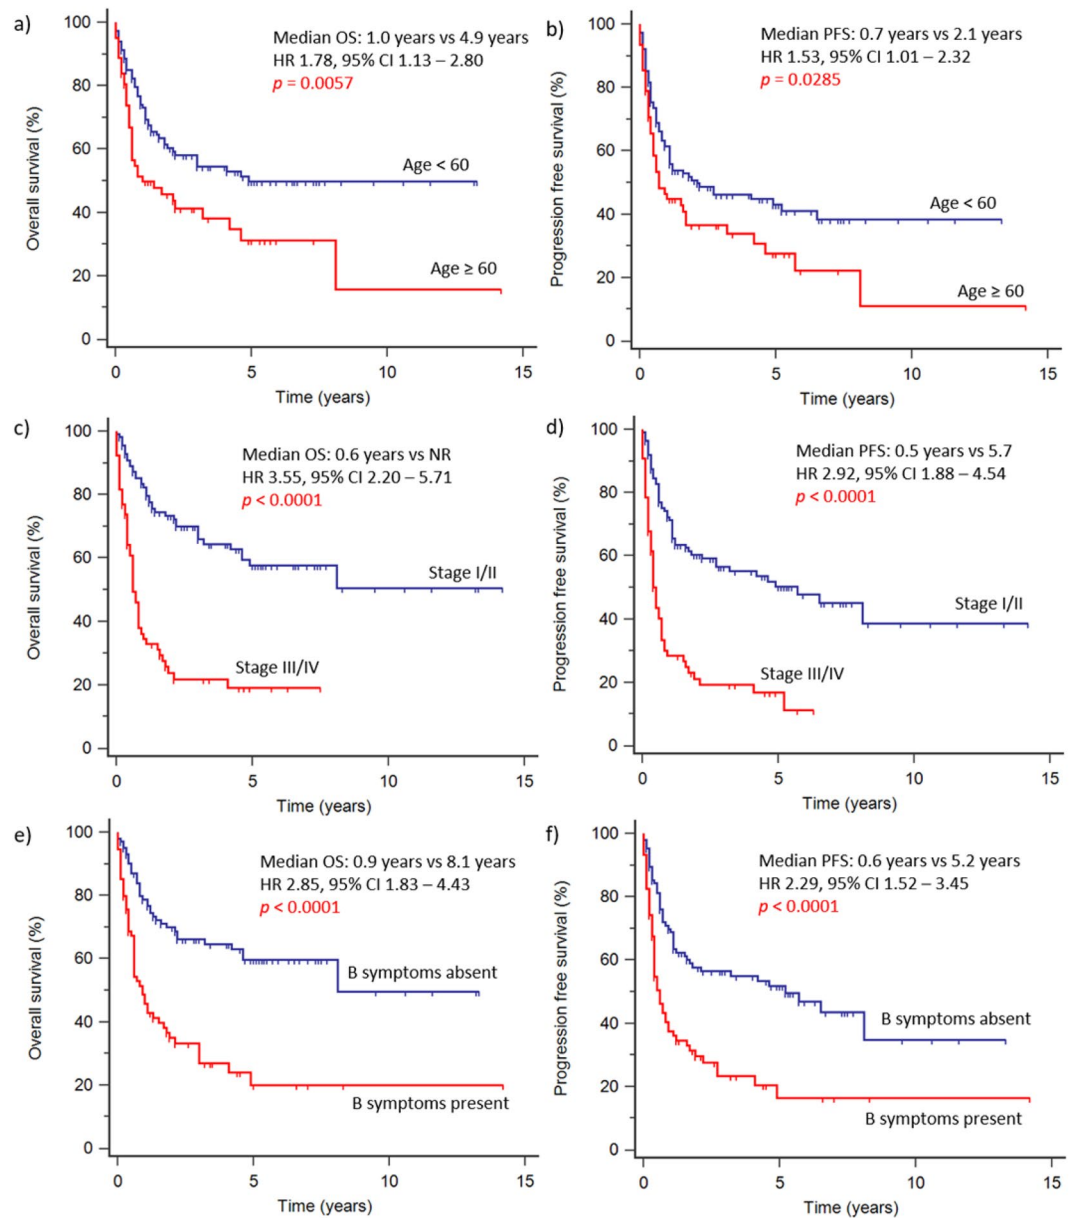 a)
Median OS: 1.0 years vs 4.9 years
HR 1.78, 95% CI 1.13 – 2.80
p = 0.0057
Overall survival (%)
100
80
60
40
20
0
Age < 60
Age ≥ 60
0 5 10 15
Time (years)
b)
Median PFS: 0.7 years vs 2.1 years
HR 1.53, 95% CI 1.01 – 2.32
p = 0.0285
Progression free survival (%)
100
80
60
40
20
0
Age < 60
Age ≥ 60
0 5 10 15
Time (years)
c)
Median OS: 0.6 years vs NR
HR 3.55, 95% CI 2.20 – 5.71
p < 0.0001
Overall survival (%)
100
80
60
40
20
0
Stage I/II
Stage III/IV
0 5 10 15
Time (years)
d)
Median PFS: 0.5 years vs 5.7
HR 2.92, 95% CI 1.88 – 4.54
p < 0.0001
Progression free survival (%)
100
80
60
40
20
0
Stage I/II
Stage III/IV
0 5 10 15
Time (years)
e)
Median OS: 0.9 years vs 8.1 years
HR 2.85, 95% CI 1.83 – 4.43
p < 0.0001
Overall survival (%)
100
80
60
40
20
0
B symptoms absent
B symptoms present
0 5 10 15
Time (years)
f)
Median PFS: 0.6 years vs 5.2 years
HR 2.29, 95% CI 1.52 – 3.45
p < 0.0001
Progression free survival (%)
100
80
60
40
20
0
B symptoms absent
B symptoms present
0 5 10 15
Time (years)